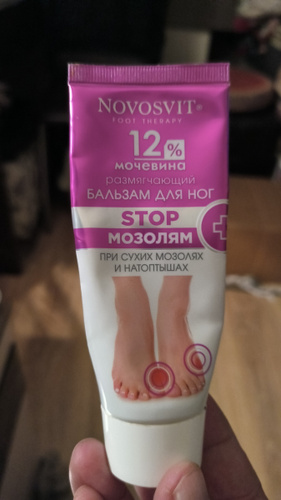 NOVOSVIT®
FOOT THERAPY
12%
мочевина
размягчающий
БАЛЬЗАМ ДЛЯ НОГ
STOP
МОЗОЛЯМ
ПРИ СУХИХ МОЗОЛЯХ
И НАТОПТЫШАХ